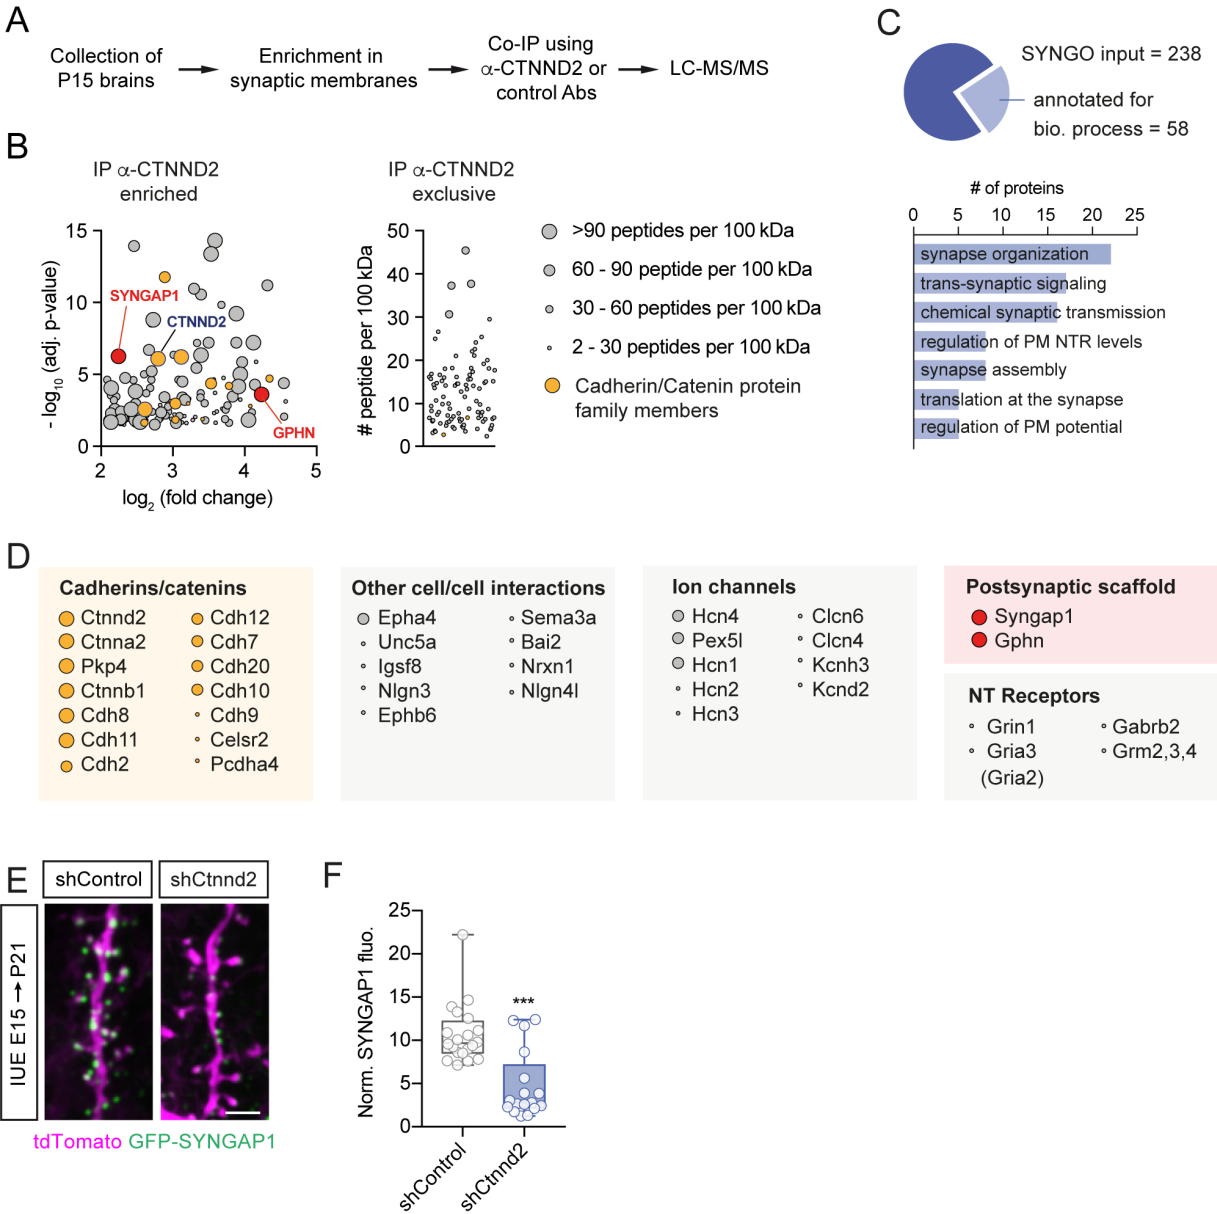 A
Collection of
P15 brains
Enrichment in
synaptic membranes
Co-IP using
α-CTNND2 or
control Abs
LC-MS/MS
B
IP α-CTNND2
enriched
15
10
5
0
- log10 (adj. p-value)
SYNGAP1
CTNND2
GPHN
2
3
4
5
log2 (fold change)
IP α-CTNND2
exclusive
50
40
30
20
10
0
# peptide per 100 kDa
>90 peptides per 100 kDa
60 - 90 peptide per 100 kDa
30 - 60 peptides per 100 kDa
2 - 30 peptides per 100 kDa
Cadherin/Catenin protein
family members
C
SYNGO input = 238
annotated for
bio. process = 58
# of proteins
0 5 10 15 20 25
synapse organization
trans-synaptic signaling
chemical synaptic transmission
regulation of PM NTR levels
synapse assembly
translation at the synapse
regulation of PM potential
D
Cadherins/catenins
Ctnnd2
Ctnna2
Pkp4
Ctnnb1
Cdh8
Cdh11
Cdh2
Cdh12
Cdh7
Cdh20
Cdh10
Cdh9
Celsr2
Pcdha4
Other cell/cell interactions
Epha4
Unc5a
Igsf8
Nlgn3
Ephb6
Sema3a
Bai2
Nrxn1
Nlgn4l
Ion channels
Hcn4
Pex5l
Hcn1
Hcn2
Hcn3
Clcn6
Clcn4
Kcnh3
Kcnd2
Postsynaptic scaffold
Syngap1
Gphn
NT Receptors
Grin1
Gria3
(Gria2)
Gabrb2
Grm2,3,4
E
shControl
shCtnnd2
IUE E15 → P21
tdTomato GFP-SYNGAP1
F
25
20
15
10
5
0
Norm. SYNGAP1 fluo.
***
shControl
shCtnnd2